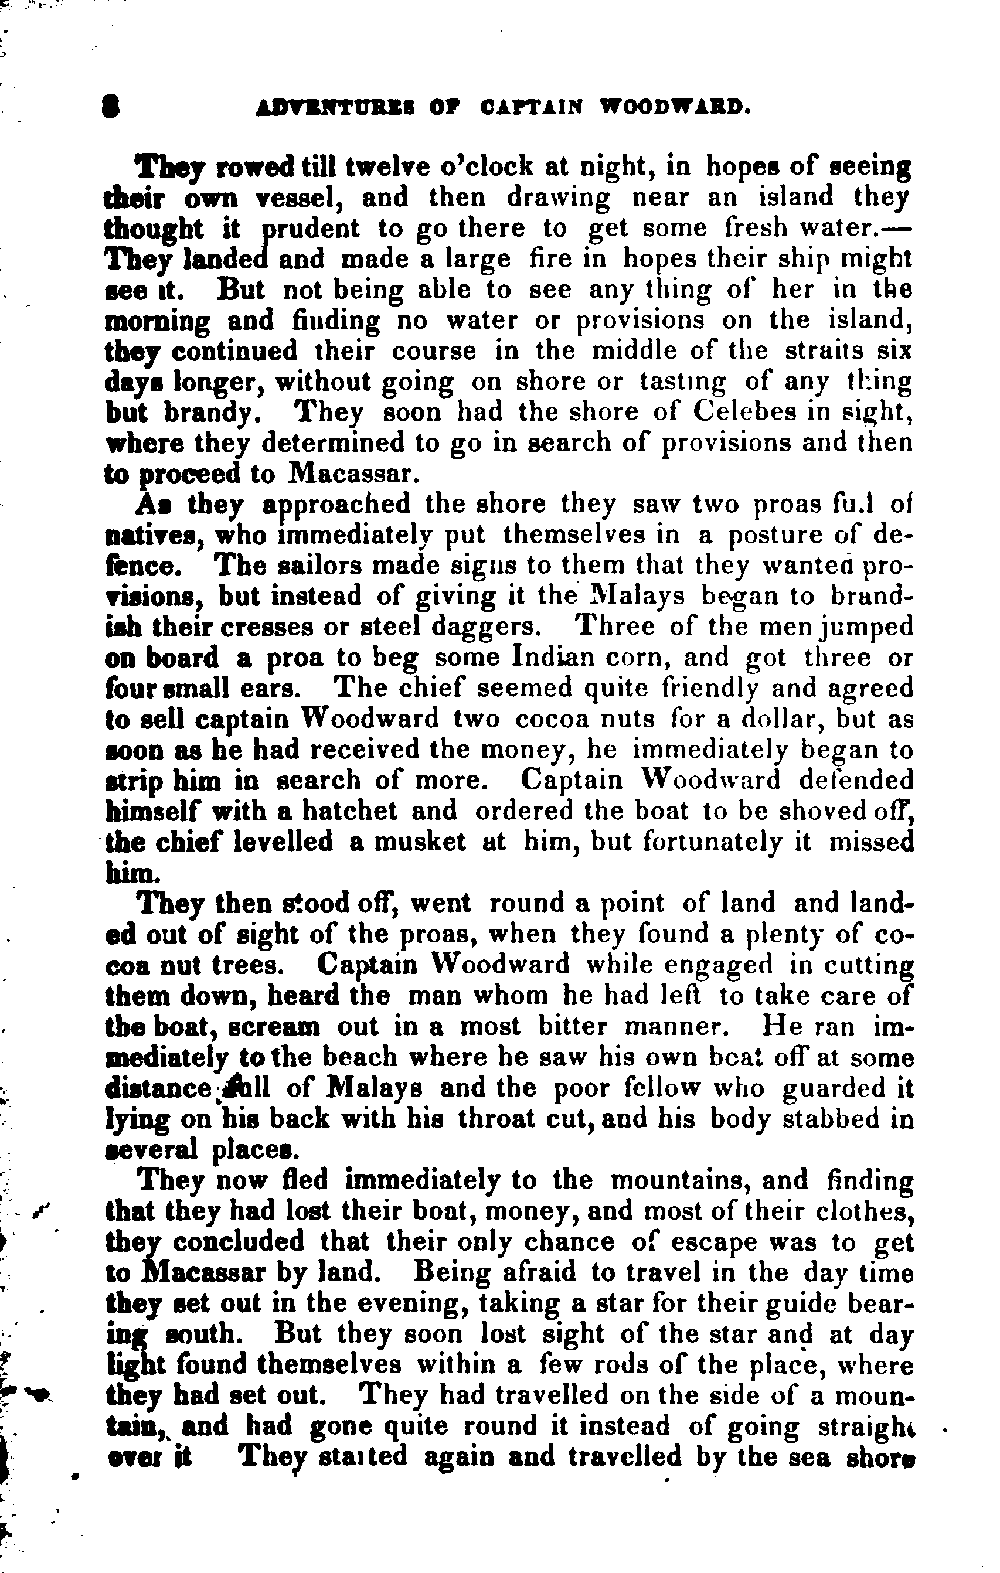 8 ADVENTURES OF CAPTAIN WOODWARD.
They rowed till twelve o'clock at night, in hopes of seeing
their own vessel, and then drawing near an island they
thought it prudent to go there to get some fresh water.—
They landed and made a large fire in hopes their ship might
see it. But not being able to see any thing of her in the
morning and finding no water or provisions on the island,
they continued their course in the middle of the straits six
days longer, without going on shore or tasting of any thing
but brandy. They soon had the shore of Celebes in sight,
where they determined to go in search of provisions and then
to proceed to Macassar.
As they approached the shore they saw two proas full of
natives, who immediately put themselves in a posture of de-
fence. The sailors made signs to them that they wanted pro-
visions, but instead of giving it the Malays began to brand-
ish their cresses or steel daggers. Three of the men jumped
on board a proa to beg some Indian corn, and got three or
four small ears. The chief seemed quite friendly and agreed
to sell captain Woodward two cocoa nuts for a dollar, but as
soon as he had received the money, he immediately began to
strip him in search of more. Captain Woodward defended
himself with a hatchet and ordered the boat to be shoved off,
the chief levelled a musket at him, but fortunately it missed
him.
They then stood off, went round a point of land and land-
ed out of sight of the proas, when they found a plenty of co-
coa nut trees. Captain Woodward while engaged in cutting
them down, heard the man whom he had left to take care of
the boat, scream out in a most bitter manner. He ran im-
mediately to the beach where he saw his own boat off at some
distance full of Malays and the poor fellow who guarded it
lying on his back with his throat cut, and his body stabbed in
several places.
They now fled immediately to the mountains, and finding
that they had lost their boat, money, and most of their clothes,
they concluded that their only chance of escape was to get
to Macassar by land. Being afraid to travel in the day time
they set out in the evening, taking a star for their guide bear-
ing south. But they soon lost sight of the star and at day
light found themselves within a few rods of the place, where
they had set out. They had travelled on the side of a moun-
tain, and had gone quite round it instead of going straight
over it They started again and travelled by the sea shore